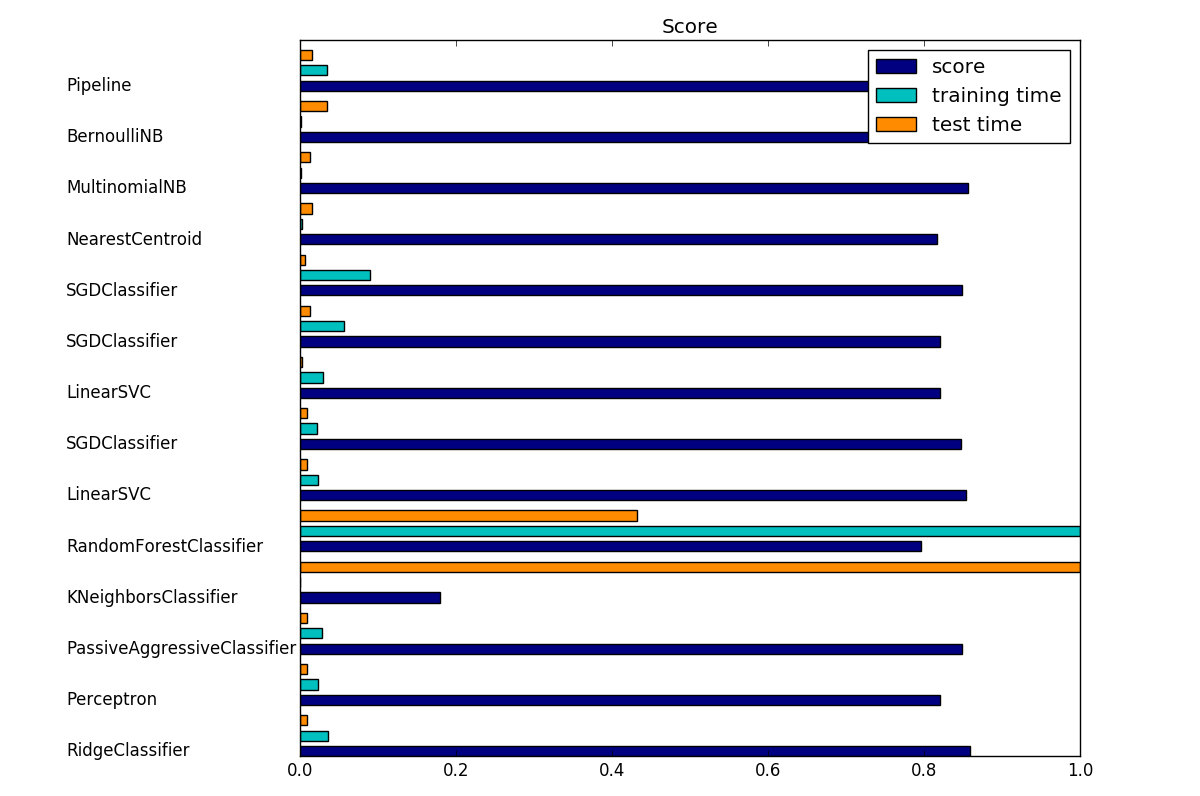 Score
score
training time
test time
Pipeline
BernoulliNB
MultinomialNB
NearestCentroid
SGDClassifier
SGDClassifier
LinearSVC
SGDClassifier
LinearSVC
RandomForestClassifier
KNeighborsClassifier
PassiveAggressiveClassifier
Perceptron
RidgeClassifier
0.0 0.2 0.4 0.6 0.8 1.0